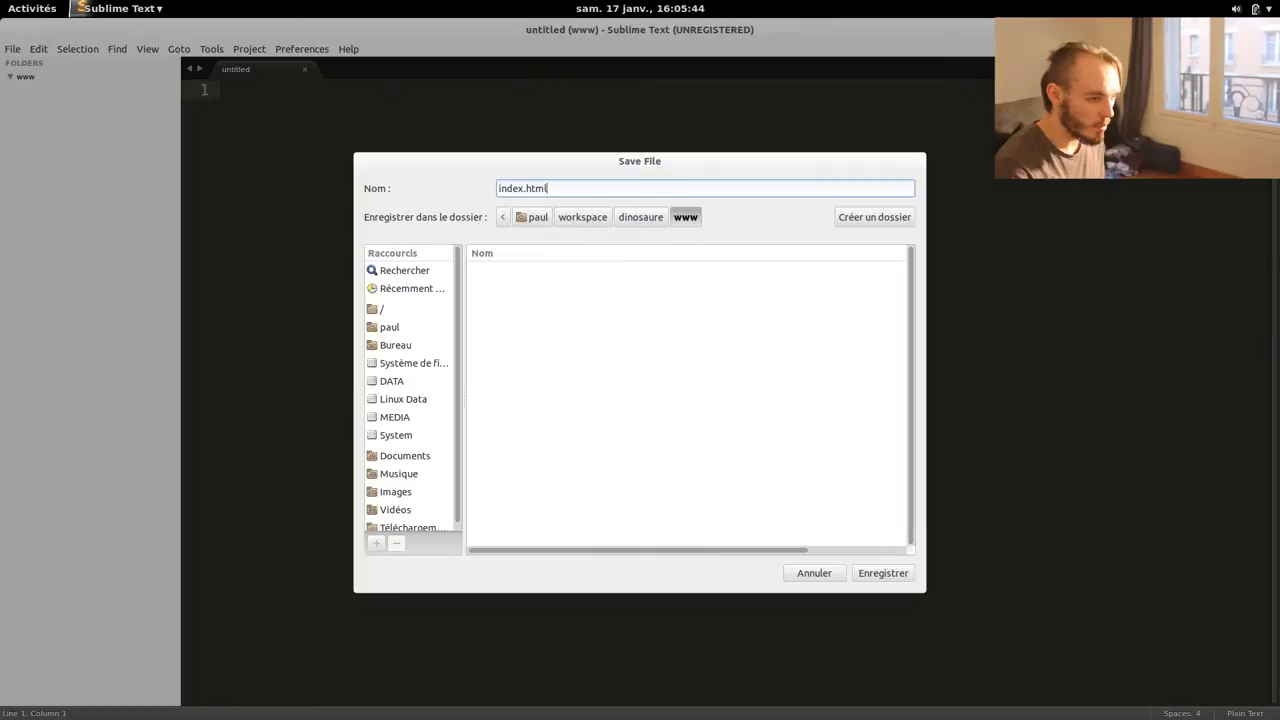 Activités
Sublime Text ▾
sam. 17 janv., 16:05:44
untitled (www) - Sublime Text (UNREGISTERED)
File Edit Selection Find View Goto Tools Project Preferences Help
FOLDERS
www
untitled
1
Save File
Nom :
index.html
Enregistrer dans le dossier :
paul workspace dinosaure www
Créer un dossier
Raccourcis
Nom
Rechercher
Récemment ...
/
paul
Bureau
Système de fi...
DATA
Linux Data
MEDIA
System
Documents
Musique
Images
Vidéos
Téléchargem...
Annuler
Enregistrer
Line 1, Column 1
Spaces: 4
Plain Text